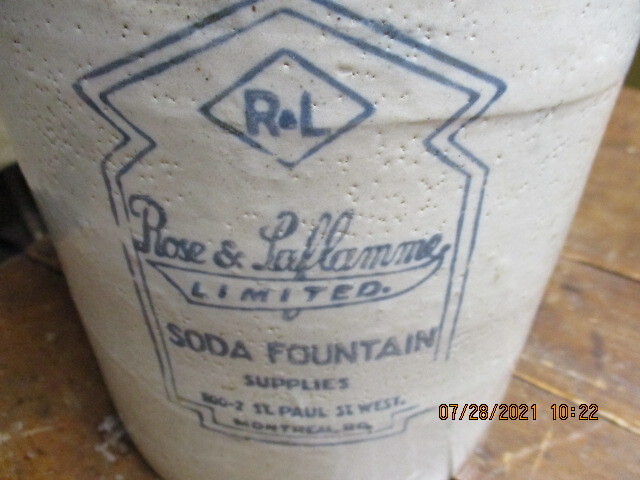 R&L
Rose & Laflamme
LIMITED.
SODA FOUNTAIN
SUPPLIES
ST. PAUL ST. WEST.
MONTREAL
07/28/2021 10:22